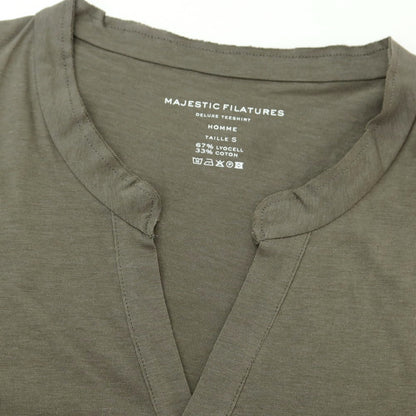 MAJESTIC FILATURES
DELUXE TEESHIRT
HOMME
TAILLE S
67% LYOCELL
33% COTON